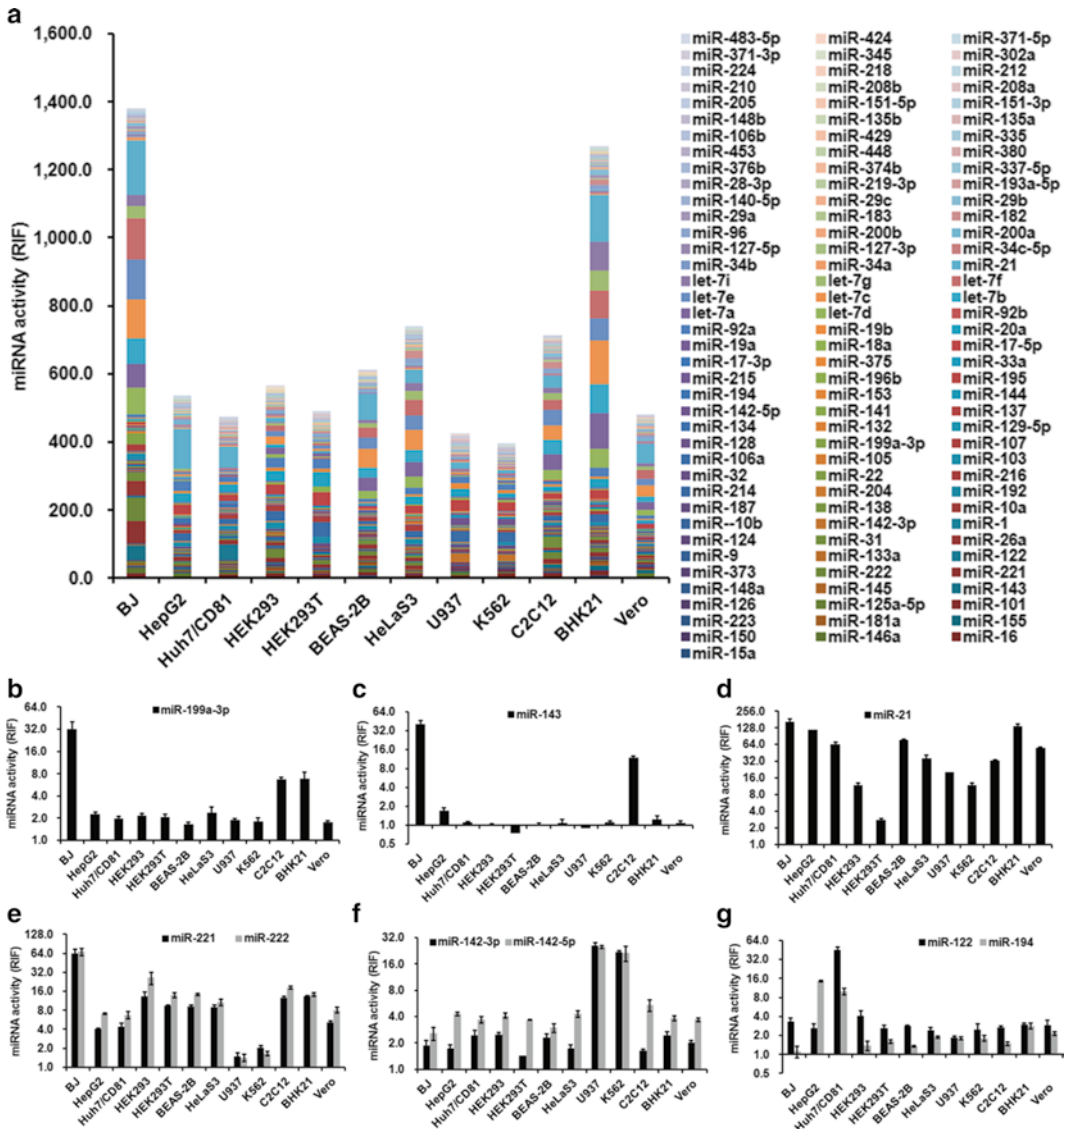 a
miRNA activity (RIF)
1,600.0
1,400.0
1,200.0
1,000.0
800.0
600.0
400.0
200.0
0.0
BJ HepG2 Huh7/CD81 HEK293 HEK293T BEAS-2B HeLaS3 U937 K562 C2C12 BHK21 Vero
miR-483-5p miR-424 miR-371-5p
miR-371-3p miR-345 miR-302a
miR-224 miR-218 miR-212
miR-210 miR-208b miR-208a
miR-205 miR-151-5p miR-151-3p
miR-148b miR-135b miR-135a
miR-106b miR-429 miR-335
miR-453 miR-448 miR-380
miR-376b miR-374b miR-337-5p
miR-28-3p miR-219-3p miR-193a-5p
miR-140-5p miR-29c miR-29b
miR-29a miR-183 miR-182
miR-96 miR-200b miR-200a
miR-127-5p miR-127-3p miR-34c-5p
miR-34b miR-34a miR-21
let-7i let-7g let-7f
let-7e let-7c let-7b
let-7a let-7d miR-92b
miR-92a miR-19b miR-20a
miR-19a miR-18a miR-17-5p
miR-17-3p miR-375 miR-33a
miR-215 miR-196b miR-195
miR-194 miR-153 miR-144
miR-142-5p miR-141 miR-137
miR-134 miR-132 miR-129-5p
miR-128 miR-199a-3p miR-107
miR-106a miR-105 miR-103
miR-32 miR-22 miR-216
miR-214 miR-204 miR-192
miR-187 miR-138 miR-10a
miR--10b miR-142-3p miR-1
miR-124 miR-31 miR-26a
miR-9 miR-133a miR-122
miR-373 miR-222 miR-221
miR-148a miR-145 miR-143
miR-126 miR-125a-5p miR-101
miR-223 miR-181a miR-155
miR-150 miR-146a miR-16
miR-15a
b
miR-199a-3p
miRNA activity (RIF)
64.0
32.0
16.0
8.0
4.0
2.0
1.0
BJ HepG2 Huh7/CD81 HEK293 HEK293T BEAS-2B HeLaS3 U937 K562 C2C12 BHK21 Vero
c
miR-143
miRNA activity (RIF)
64.0
32.0
16.0
8.0
4.0
2.0
1.0
0.5
BJ HepG2 Huh7/CD81 HEK293 HEK293T BEAS-2B HeLaS3 U937 K562 C2C12 BHK21 Vero
d
miR-21
miRNA activity (RIF)
256.0
128.0
64.0
32.0
16.0
8.0
4.0
2.0
1.0
BJ HepG2 Huh7/CD81 HEK293 HEK293T BEAS-2B HeLaS3 U937 K562 C2C12 BHK21 Vero
e
miR-221 miR-222
miRNA activity (RIF)
128.0
64.0
32.0
16.0
8.0
4.0
2.0
1.0
BJ HepG2 Huh7/CD81 HEK293 HEK293T BEAS-2B HeLaS3 U937 K562 C2C12 BHK21 Vero
f
miR-142-3p miR-142-5p
miRNA activity (RIF)
32.0
16.0
8.0
4.0
2.0
1.0
BJ HepG2 Huh7/CD81 HEK293 HEK293T BEAS-2B HeLaS3 U937 K562 C2C12 BHK21 Vero
g
miR-122 miR-194
miRNA activity (RIF)
64.0
32.0
16.0
8.0
4.0
2.0
1.0
0.5
BJ HepG2 Huh7/CD81 HEK293 HEK293T BEAS-2B HeLaS3 U937 K562 C2C12 BHK21 Vero